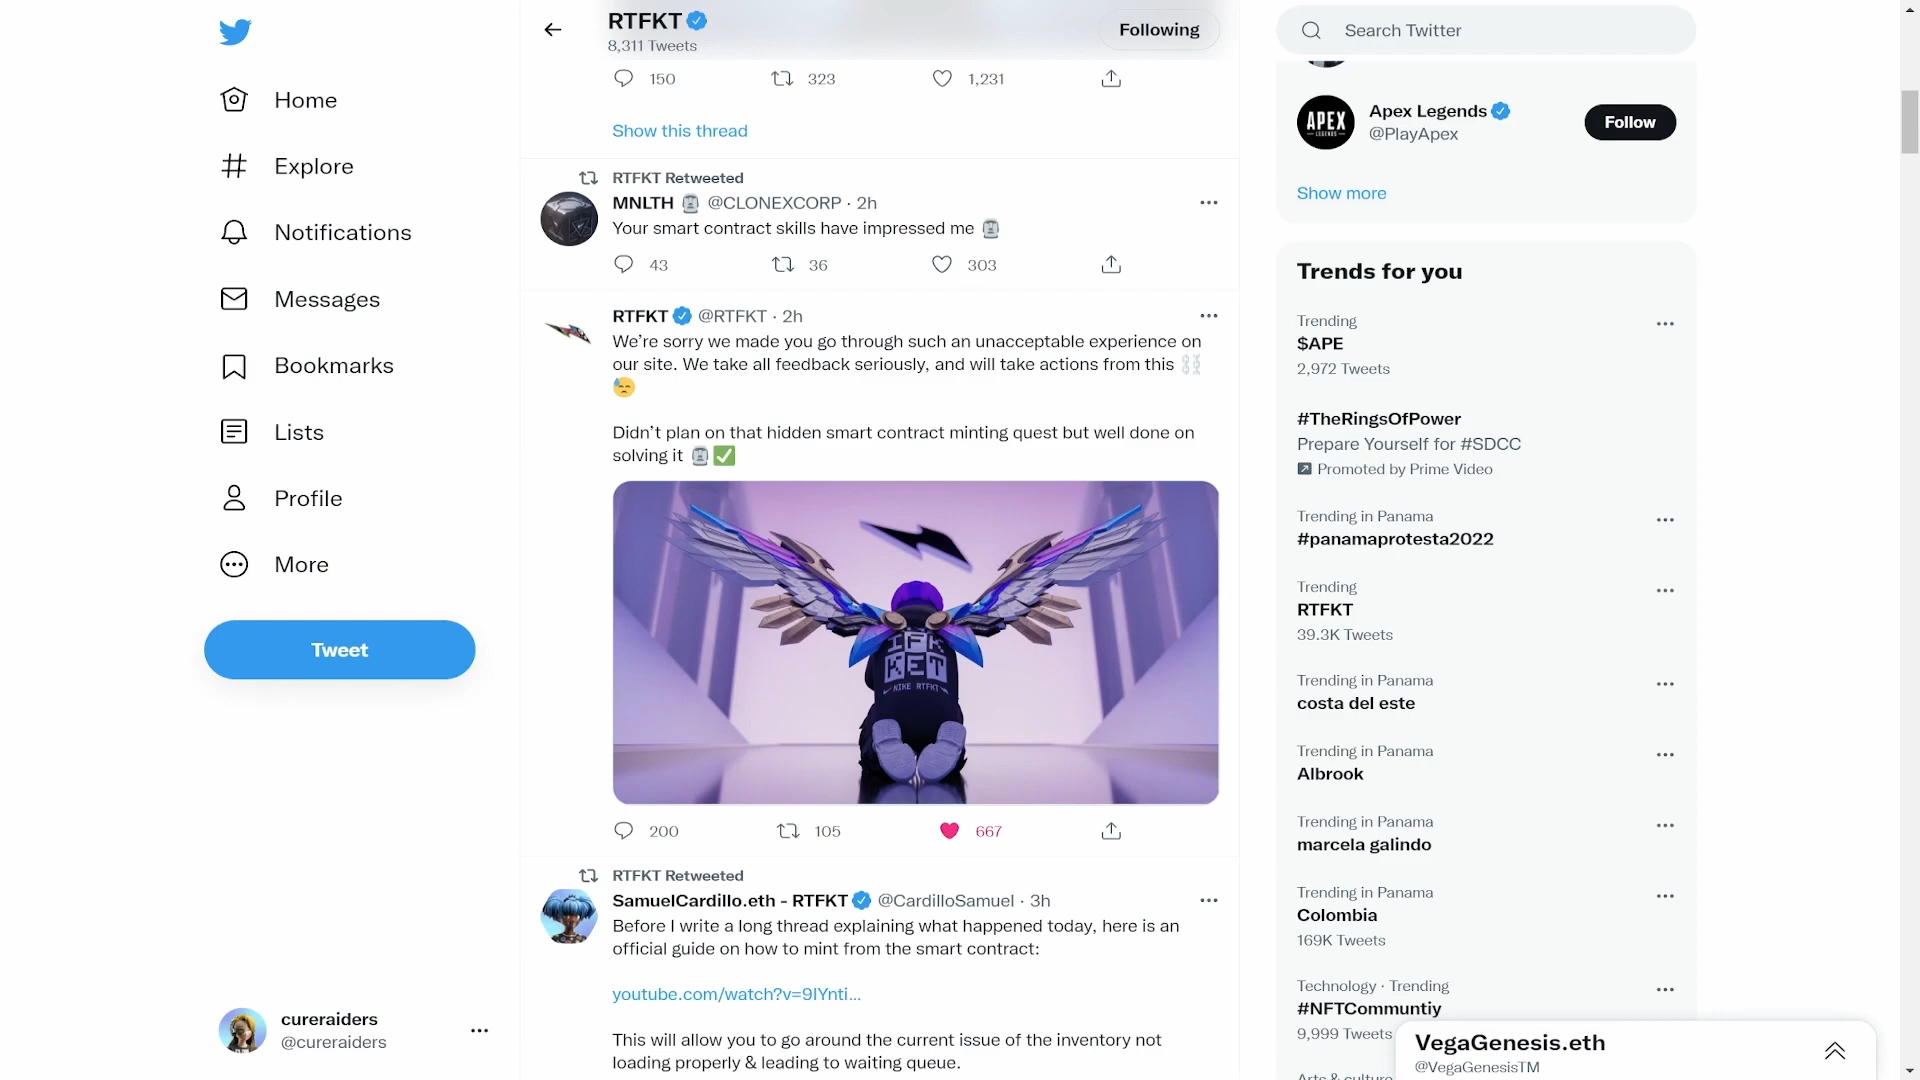 Home
Explore
Notifications
Messages
Bookmarks
Lists
Profile
More
Tweet
cureraiders
@cureraiders
RTFKT
8,311 Tweets
Following
150
323
1,231
Show this thread
RTFKT Retweeted
MNLTH 🗿 @CLONEXCORP · 2h
Your smart contract skills have impressed me 🗿
43
36
303
RTFKT @RTFKT · 2h
We’re sorry we made you go through such an unacceptable experience on
our site. We take all feedback seriously, and will take actions from this ⛓️
😓
Didn’t plan on that hidden smart contract minting quest but well done on
solving it 🗿✅
KET
NIKE RTFKT
200
105
667
RTFKT Retweeted
SamuelCardillo.eth - RTFKT @CardilloSamuel · 3h
Before I write a long thread explaining what happened today, here is an
official guide on how to mint from the smart contract:
youtube.com/watch?v=9IYnti...
This will allow you to go around the current issue of the inventory not
loading properly & leading to waiting queue.
Search Twitter
APEX
LEGENDS
Apex Legends
@PlayApex
Follow
Show more
Trends for you
Trending
$APE
2,972 Tweets
#TheRingsOfPower
Prepare Yourself for #SDCC
Promoted by Prime Video
Trending in Panama
#panamaprotesta2022
Trending
RTFKT
39.3K Tweets
Trending in Panama
costa del este
Trending in Panama
Albrook
Trending in Panama
marcela galindo
Trending in Panama
Colombia
169K Tweets
Technology · Trending
#NFTCommuntiy
9,999 Tweets
Arts & culture
VegaGenesis.eth
@VegaGenesisTM